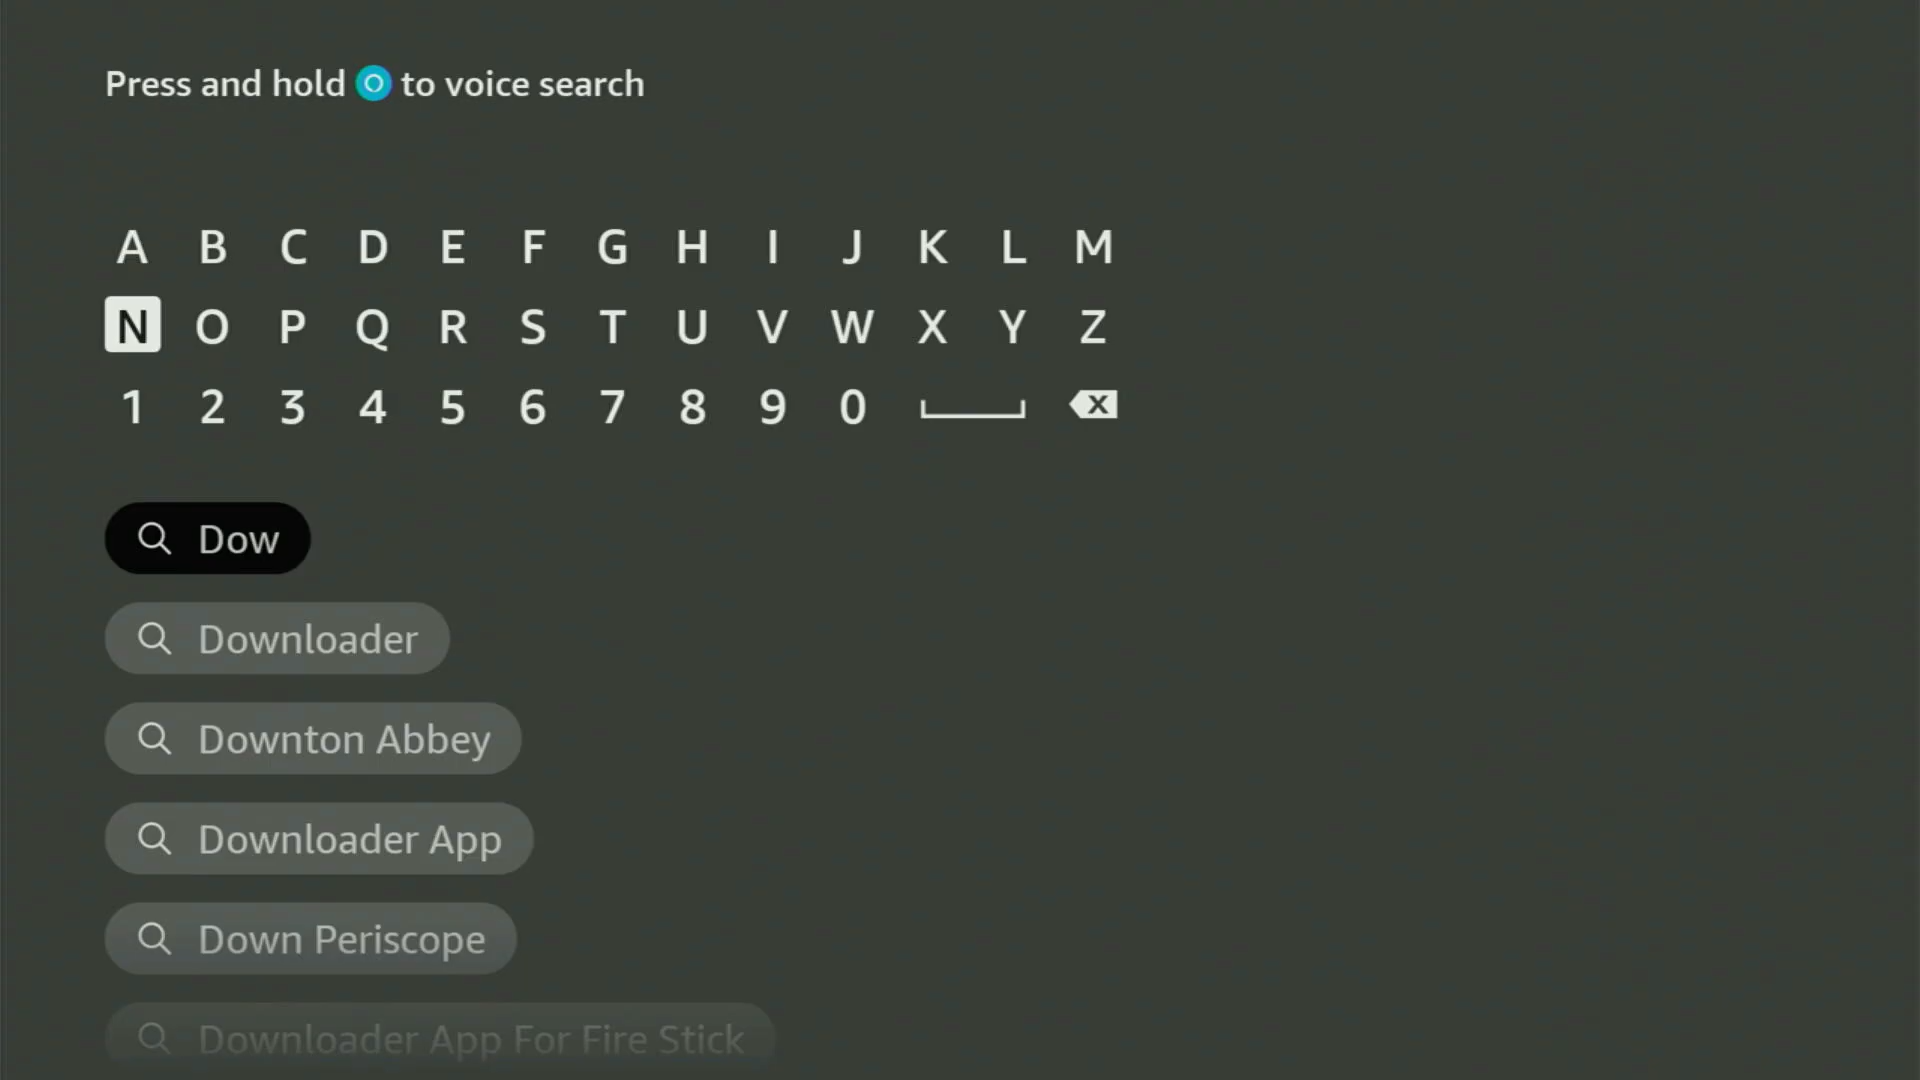 Press and hold to voice search
A B C D E F G H I J K L M
N O P Q R S T U V W X Y Z
1 2 3 4 5 6 7 8 9 0
Dow
Downloader
Downton Abbey
Downloader App
Down Periscope
Downloader App For Fire Stick